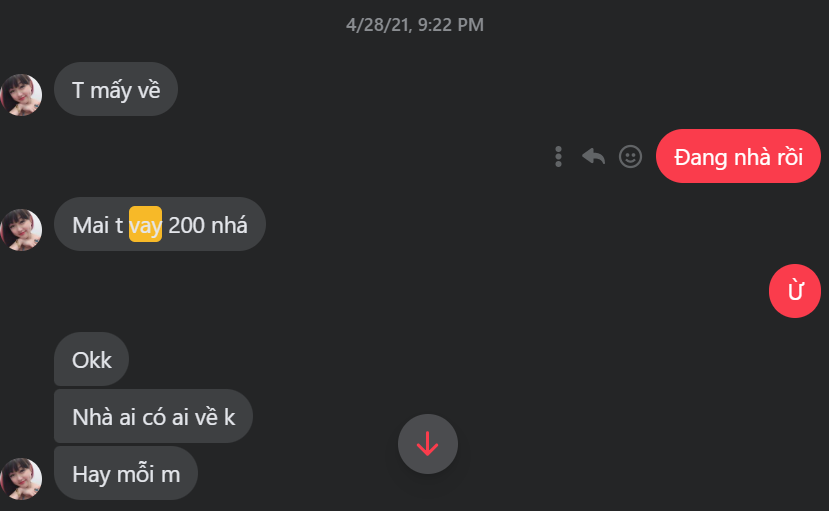 4/28/21, 9:22 PM
T mấy về
Đang nhà rồi
Mai t vay 200 nhá
Ừ
Okk
Nhà ai có ai về k
Hay mỗi m